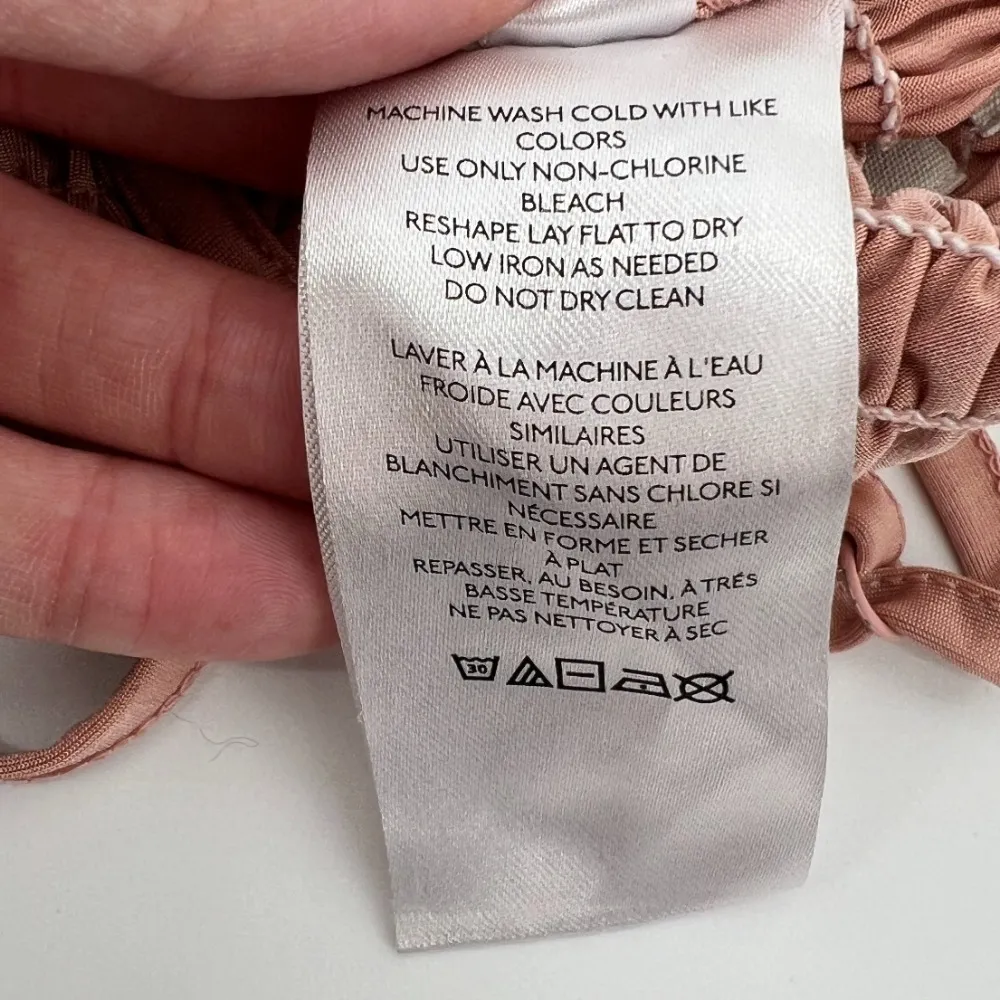 MACHINE WASH COLD WITH LIKE
COLORS
USE ONLY NON-CHLORINE
BLEACH
RESHAPE LAY FLAT TO DRY
LOW IRON AS NEEDED
DO NOT DRY CLEAN
LAVER À LA MACHINE À L'EAU
FROIDE AVEC COULEURS
SIMILAIRES
UTILISER UN AGENT DE
BLANCHIMENT SANS CHLORE SI
NÉCESSAIRE
METTRE EN FORME ET SECHER
À PLAT
REPASSER, AU BESOIN, À TRÉS
BASSE TEMPÉRATURE
NE PAS NETTOYER À SEC
30